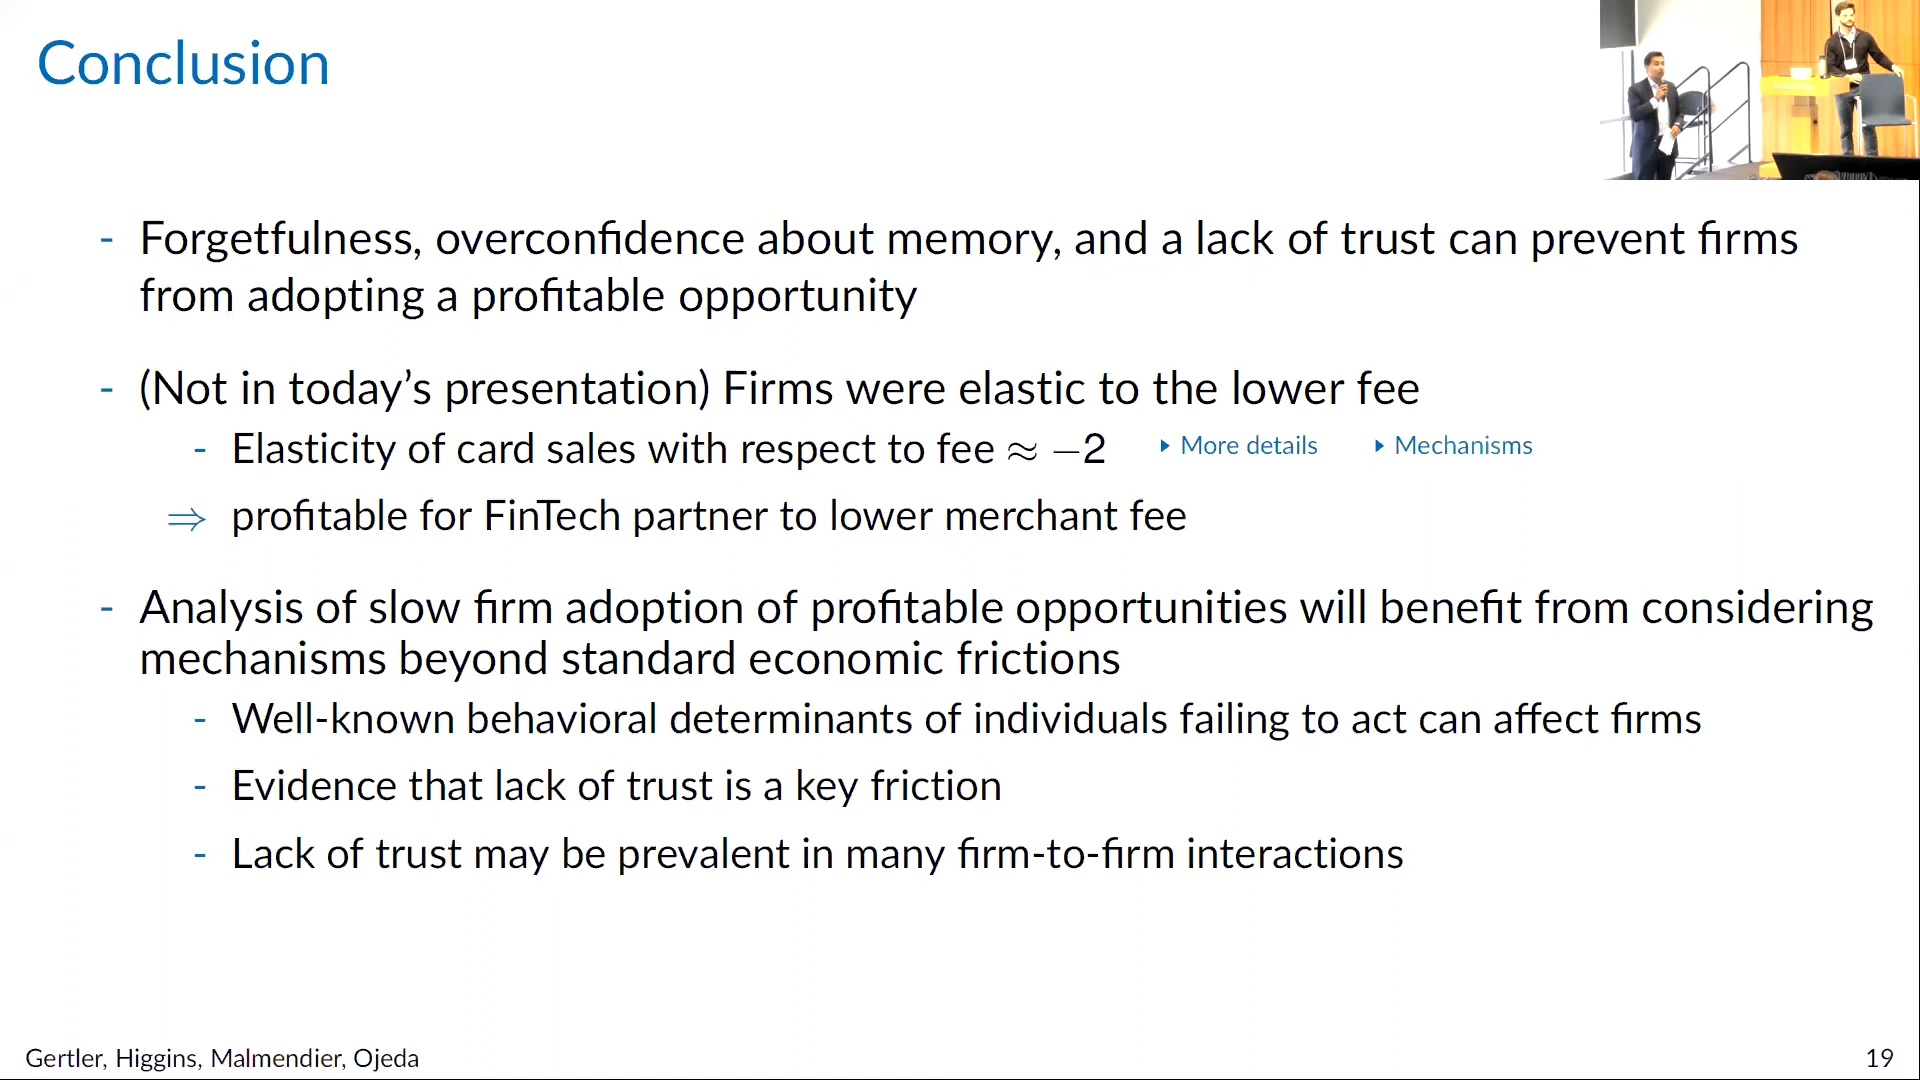 Conclusion
- Forgetfulness, overconfidence about memory, and a lack of trust can prevent firms
from adopting a profitable opportunity
- (Not in today’s presentation) Firms were elastic to the lower fee
- Elasticity of card sales with respect to fee ≈ −2 ▸ More details ▸ Mechanisms
⇒ profitable for FinTech partner to lower merchant fee
- Analysis of slow firm adoption of profitable opportunities will benefit from considering
mechanisms beyond standard economic frictions
- Well-known behavioral determinants of individuals failing to act can affect firms
- Evidence that lack of trust is a key friction
- Lack of trust may be prevalent in many firm-to-firm interactions
Gertler, Higgins, Malmendier, Ojeda 19